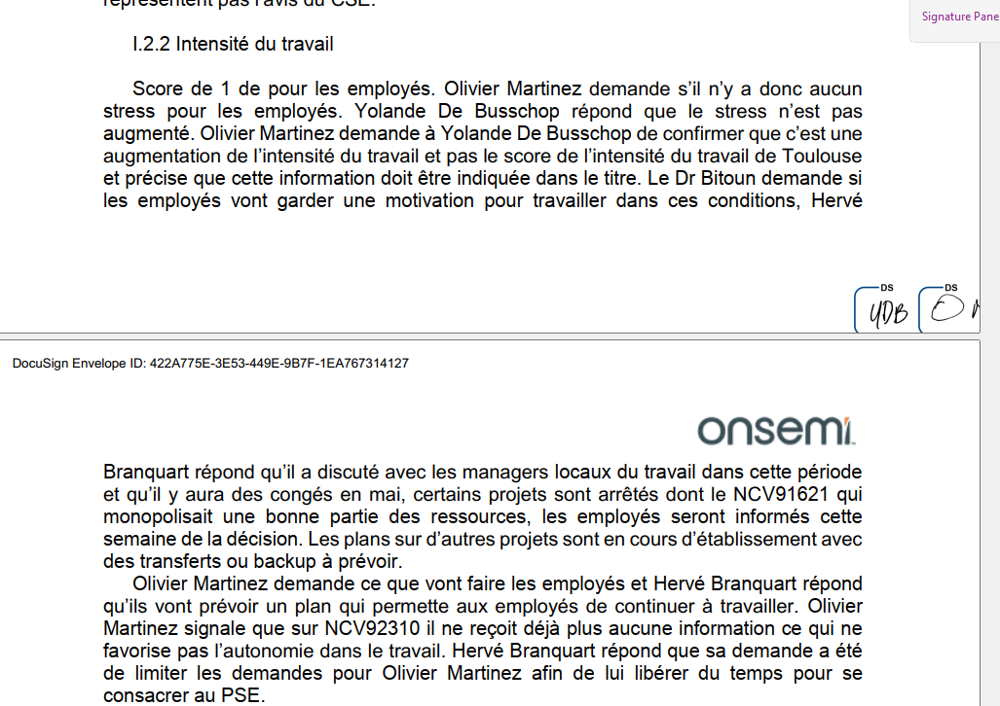 représentent pas l'avis du CSE.
Signature Pane
I.2.2 Intensité du travail
Score de 1 de pour les employés. Olivier Martinez demande s'il n'y a donc aucun
stress pour les employés. Yolande De Busschop répond que le stress n'est pas
augmenté. Olivier Martinez demande à Yolande De Busschop de confirmer que c'est une
augmentation de l'intensité du travail et pas le score de l'intensité du travail de Toulouse
et précise que cette information doit être indiquée dans le titre. Le Dr Bitoun demande si
les employés vont garder une motivation pour travailler dans ces conditions, Hervé
DS DS
YDB O
DocuSign Envelope ID: 422A775E-3E53-449E-9B7F-1EA767314127
onsemi
Branquart répond qu'il a discuté avec les managers locaux du travail dans cette période
et qu'il y aura des congés en mai, certains projets sont arrêtés dont le NCV91621 qui
monopolisait une bonne partie des ressources, les employés seront informés cette
semaine de la décision. Les plans sur d'autres projets sont en cours d'établissement avec
des transferts ou backup à prévoir.
Olivier Martinez demande ce que vont faire les employés et Hervé Branquart répond
qu'ils vont prévoir un plan qui permette aux employés de continuer à travailler. Olivier
Martinez signale que sur NCV92310 il ne reçoit déjà plus aucune information ce qui ne
favorise pas l'autonomie dans le travail. Hervé Branquart répond que sa demande a été
de limiter les demandes pour Olivier Martinez afin de lui libérer du temps pour se
consacrer au PSE.